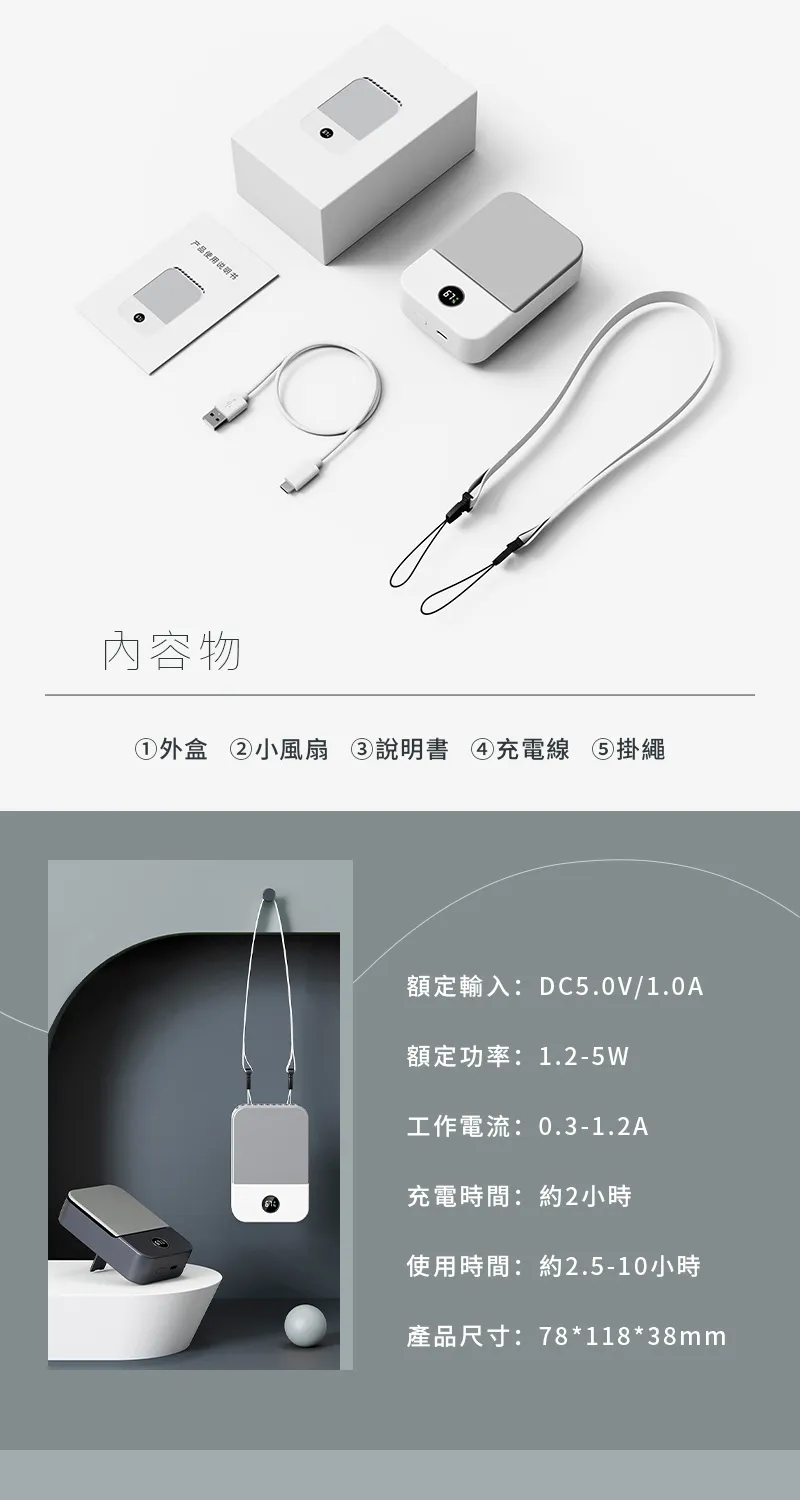 产品使用说明书
67%
內容物
①外盒 ②小風扇 ③說明書 ④充電線 ⑤掛繩
67%
額定輸入：DC5.0V/1.0A
額定功率：1.2-5W
工作電流：0.3-1.2A
充電時間：約2小時
使用時間：約2.5-10小時
產品尺寸：78*118*38mm